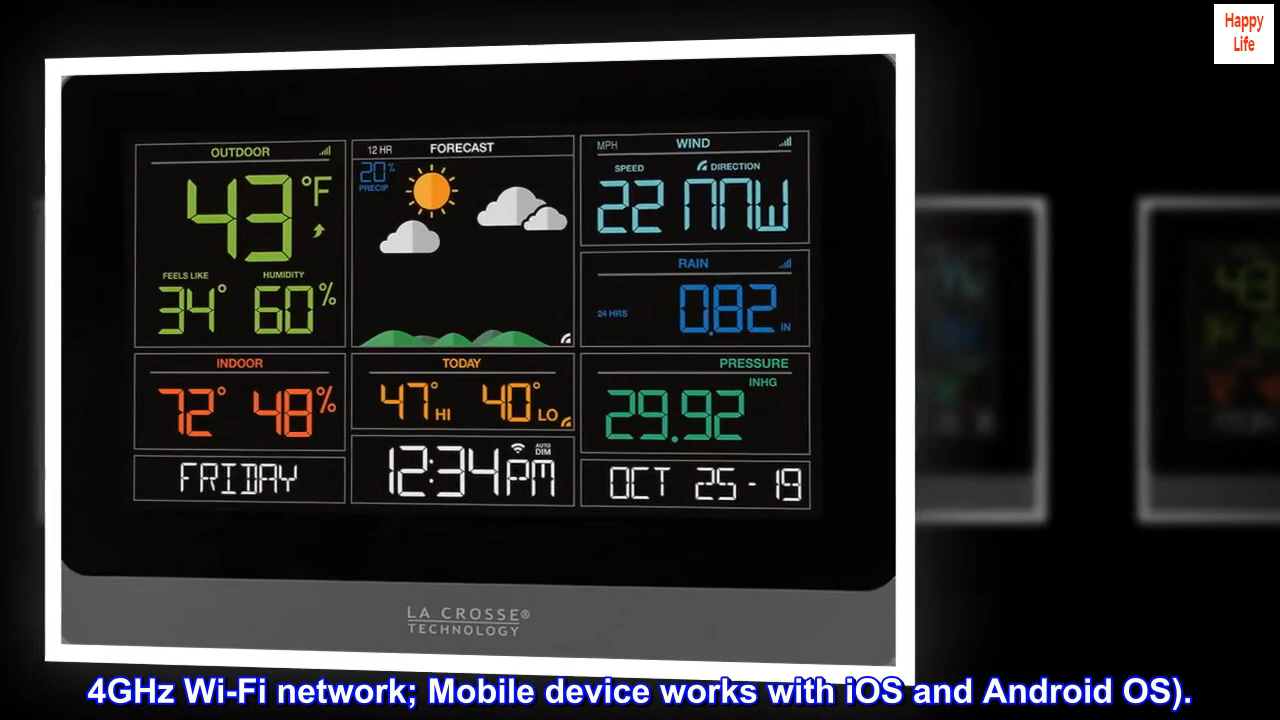 Happy
Life
OUTDOOR
43°F
FEELS LIKE
HUMIDITY
34° 60%
12 HR FORECAST
20%
PRECIP
MPH WIND
SPEED
DIRECTION
22 NNW
RAIN
24 HRS 0.82 IN
INDOOR
72° 48%
TODAY
47° HI 40° LO
PRESSURE
INHG
29.92
FRIDAY
AUTO
DIM
12:34 PM
OCT 25 - 19
LA CROSSE®
TECHNOLOGY
4GHz Wi-Fi network; Mobile device works with iOS and Android OS).